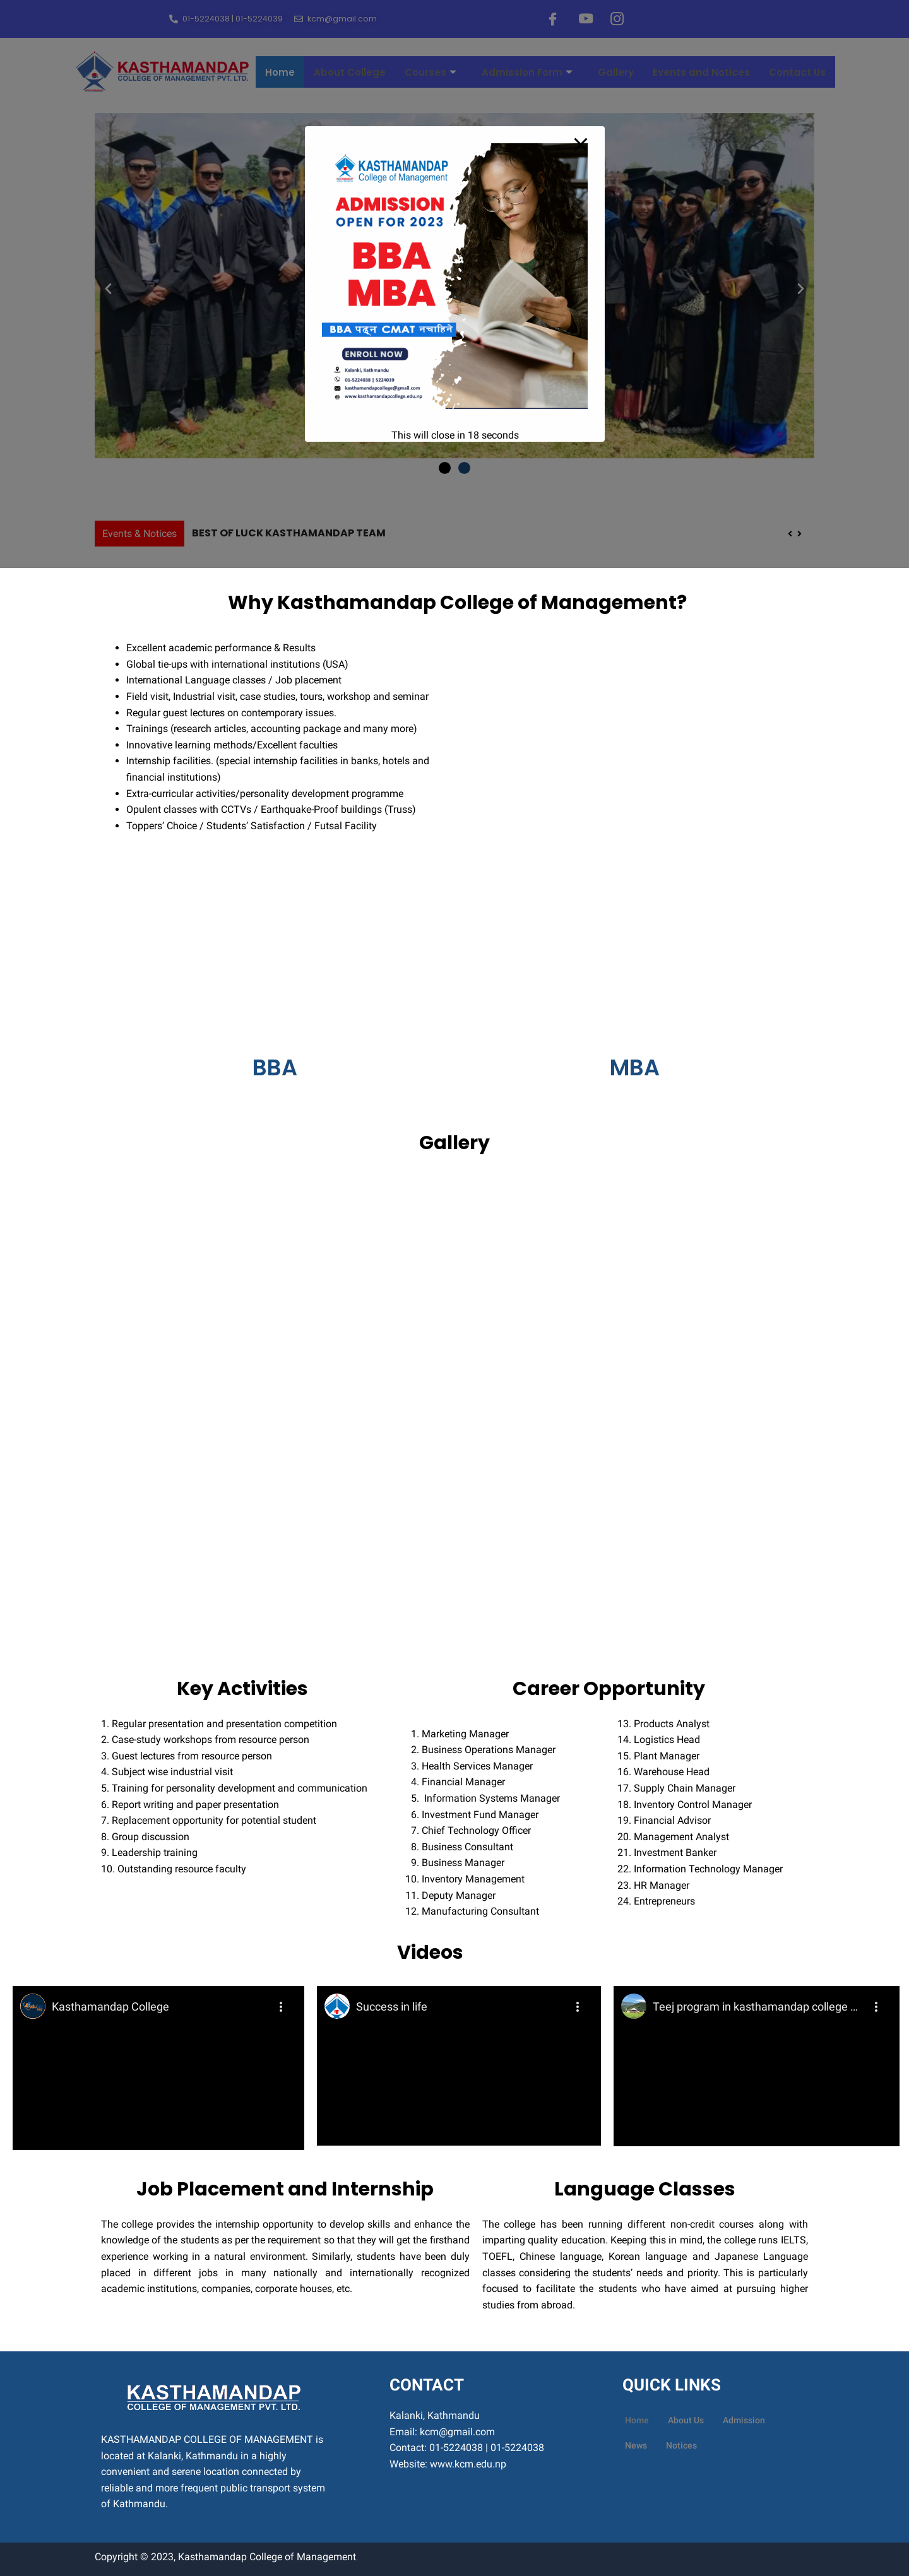 01-5224038 | 01-5224039 kcm@gmail.com
KASTHAMANDAP
COLLEGE OF MANAGEMENT PVT. LTD.
Home About College Courses Admission Form Gallery Events and Notices Contact Us
KASTHAMANDAP
College of Management
ADMISSION
OPEN FOR 2023
BBA
MBA
BBA पढ्न CMAT नचाहिने
ENROLL NOW
Kalanki, Kathmandu
01-5224038 | 5224039
kasthamandapcollege@gmail.com
www.kasthamandapcollege.edu.np
This will close in 18 seconds
Events & Notices BEST OF LUCK KASTHAMANDAP TEAM
Why Kasthamandap College of Management?
• Excellent academic performance & Results
• Global tie-ups with international institutions (USA)
• International Language classes / Job placement
• Field visit, Industrial visit, case studies, tours, workshop and seminar
• Regular guest lectures on contemporary issues.
• Trainings (research articles, accounting package and many more)
• Innovative learning methods/Excellent faculties
• Internship facilities. (special internship facilities in banks, hotels and
financial institutions)
• Extra-curricular activities/personality development programme
• Opulent classes with CCTVs / Earthquake-Proof buildings (Truss)
• Toppers’ Choice / Students’ Satisfaction / Futsal Facility
BBA
MBA
Gallery
Key Activities
1. Regular presentation and presentation competition
2. Case-study workshops from resource person
3. Guest lectures from resource person
4. Subject wise industrial visit
5. Training for personality development and communication
6. Report writing and paper presentation
7. Replacement opportunity for potential student
8. Group discussion
9. Leadership training
10. Outstanding resource faculty
Career Opportunity
1. Marketing Manager
2. Business Operations Manager
3. Health Services Manager
4. Financial Manager
5. Information Systems Manager
6. Investment Fund Manager
7. Chief Technology Officer
8. Business Consultant
9. Business Manager
10. Inventory Management
11. Deputy Manager
12. Manufacturing Consultant
13. Products Analyst
14. Logistics Head
15. Plant Manager
16. Warehouse Head
17. Supply Chain Manager
18. Inventory Control Manager
19. Financial Advisor
20. Management Analyst
21. Investment Banker
22. Information Technology Manager
23. HR Manager
24. Entrepreneurs
Videos
Kasthamandap College
Success in life
Teej program in kasthamandap college ...
Job Placement and Internship
The college provides the internship opportunity to develop skills and enhance the
knowledge of the students as per the requirement so that they will get the firsthand
experience working in a natural environment. Similarly, students have been duly
placed in different jobs in many nationally and internationally recognized
academic institutions, companies, corporate houses, etc.
Language Classes
The college has been running different non-credit courses along with
imparting quality education. Keeping this in mind, the college runs IELTS,
TOEFL, Chinese language, Korean language and Japanese Language
classes considering the students’ needs and priority. This is particularly
focused to facilitate the students who have aimed at pursuing higher
studies from abroad.
KASTHAMANDAP
COLLEGE OF MANAGEMENT PVT. LTD.
KASTHAMANDAP COLLEGE OF MANAGEMENT is
located at Kalanki, Kathmandu in a highly
convenient and serene location connected by
reliable and more frequent public transport system
of Kathmandu.
CONTACT
Kalanki, Kathmandu
Email: kcm@gmail.com
Contact: 01-5224038 | 01-5224038
Website: www.kcm.edu.np
QUICK LINKS
Home About Us Admission
News Notices
Copyright © 2023, Kasthamandap College of Management